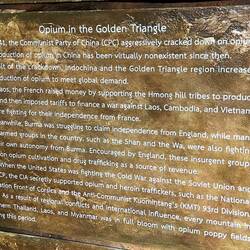 Opium in the Golden Triangle
the Communist Party of China (CPC) aggressively cracked down on opium
production of opium in China has been virtually nonexistent since then.
of the crackdown, Indochina and the Golden Triangle region increased
production of opium to meet global demand.
Laos, the French raised money by supporting the Hmong hill tribes to
and then imposed tariffs to finance a war against Laos, Cambodia, and Vietnam
fighting for their independence from France.
Burma was struggling to claim independence from England, while many
armed groups in the country, such as the Shan and the Wa, were also fighting
own autonomy from Burma. Encouraged by England, these insurgent groups
on opium cultivation and drug trafficking as a source of revenue.
When the United States was fighting the Cold War against the Soviet Union and
the CIA secretly supported opium and heroin traffickers, such as the National
Front of Cordes and the Anti-Communist Kuomintang's (KMT) 93rd Division
As a result of regional conflicts and international influence, every mountainous
Thailand, Laos, and Myanmar was in full bloom with opium poppy fields
this period.